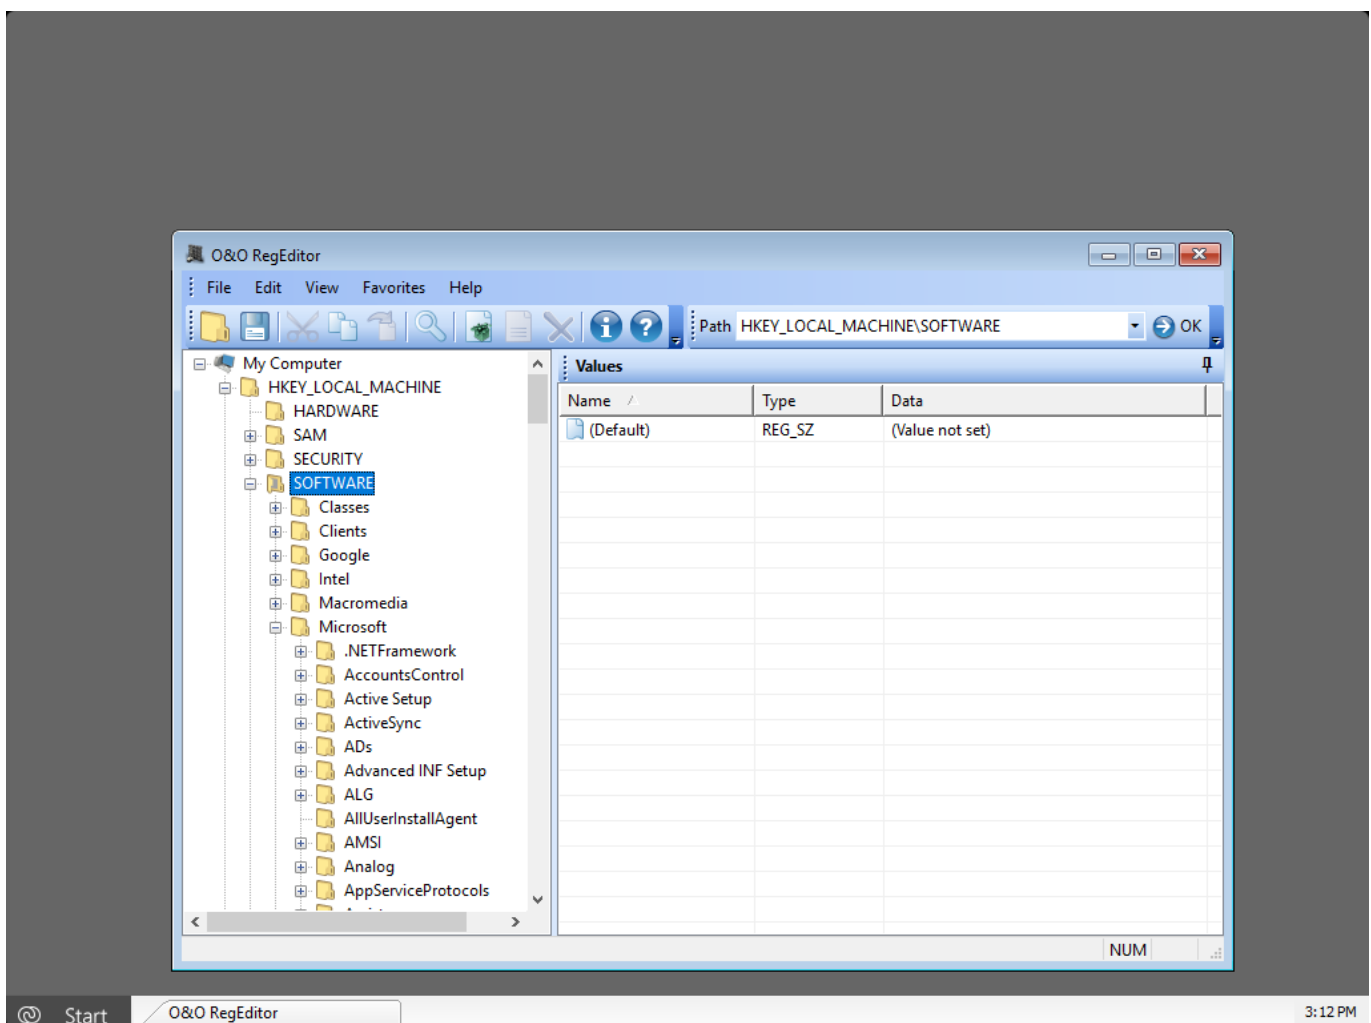 O&O RegEditor
File Edit View Favorites Help
Path HKEY_LOCAL_MACHINE\SOFTWARE OK
My Computer
HKEY_LOCAL_MACHINE
HARDWARE
SAM
SECURITY
SOFTWARE
Classes
Clients
Google
Intel
Macromedia
Microsoft
.NETFramework
AccountsControl
Active Setup
ActiveSync
ADs
Advanced INF Setup
ALG
AllUserInstallAgent
AMSI
Analog
AppServiceProtocols
Values
Name Type Data
(Default) REG_SZ (Value not set)
NUM
Start O&O RegEditor 3:12 PM